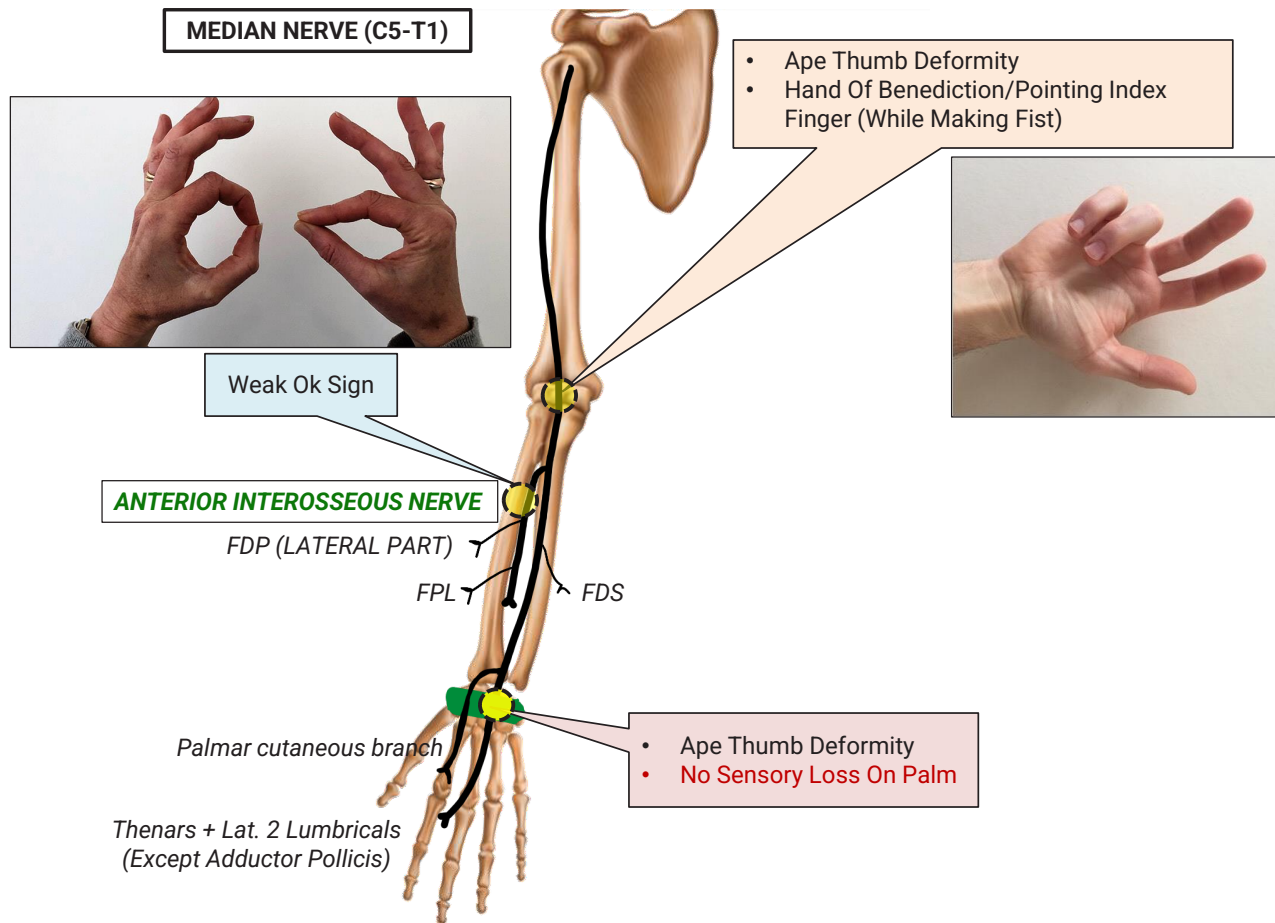 MEDIAN NERVE (C5-T1)
• Ape Thumb Deformity
• Hand Of Benediction/Pointing Index
Finger (While Making Fist)
Weak Ok Sign
ANTERIOR INTEROSSEOUS NERVE
FDP (LATERAL PART)
FPL
FDS
Palmar cutaneous branch
• Ape Thumb Deformity
• No Sensory Loss On Palm
Thenars + Lat. 2 Lumbricals
(Except Adductor Pollicis)